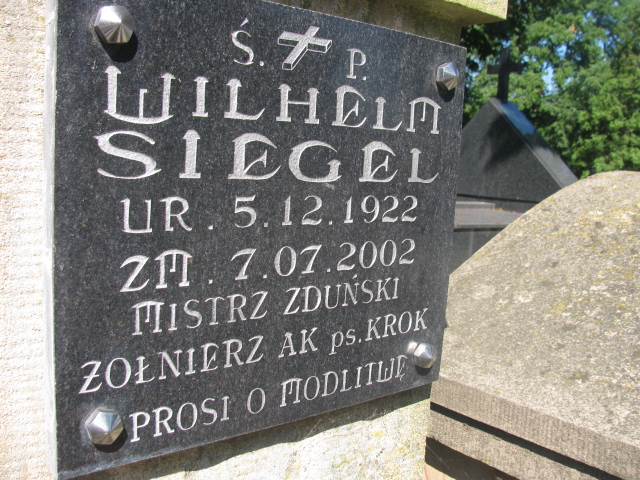 Ś. P.
WILHELM
SIEGEL
UR. 5.12.1922
ZM. 7.07.2002
MISTRZ ZDUŃSKI
ŻOŁNIERZ AK ps. KROK
PROSI O MODLITWĘ